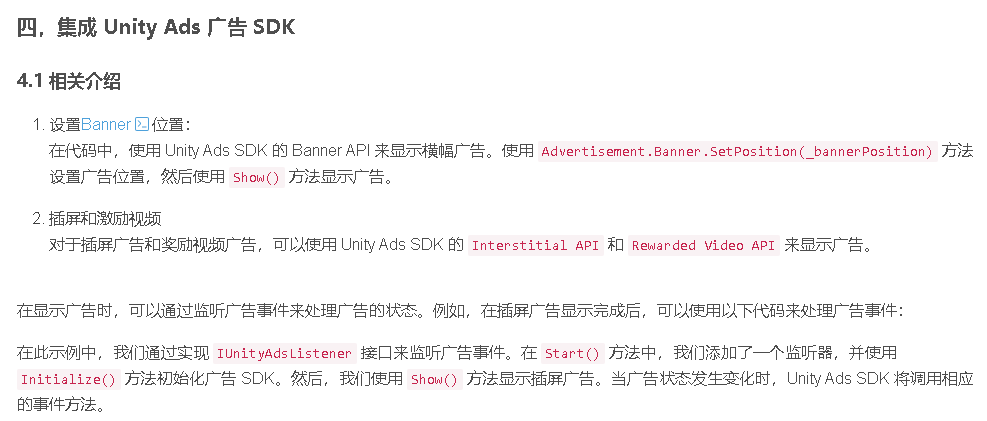 四，集成 Unity Ads 广告 SDK
4.1 相关介绍
1. 设置Banner 位置：
在代码中，使用 Unity Ads SDK 的 Banner API 来显示横幅广告。使用 Advertisement.Banner.SetPosition(_bannerPosition) 方法
设置广告位置，然后使用 Show() 方法显示广告。
2. 插屏和激励视频
对于插屏广告和奖励视频广告，可以使用 Unity Ads SDK 的 Interstitial API 和 Rewarded Video API 来显示广告。
在显示广告时，可以通过监听广告事件来处理广告的状态。例如，在插屏广告显示完成后，可以使用以下代码来处理广告事件：
在此示例中，我们通过实现 IUnityAdsListener 接口来监听广告事件。在 Start() 方法中，我们添加了一个监听器，并使用
Initialize() 方法初始化广告 SDK。然后，我们使用 Show() 方法显示插屏广告。当广告状态发生变化时，Unity Ads SDK 将调用相应
的事件方法。